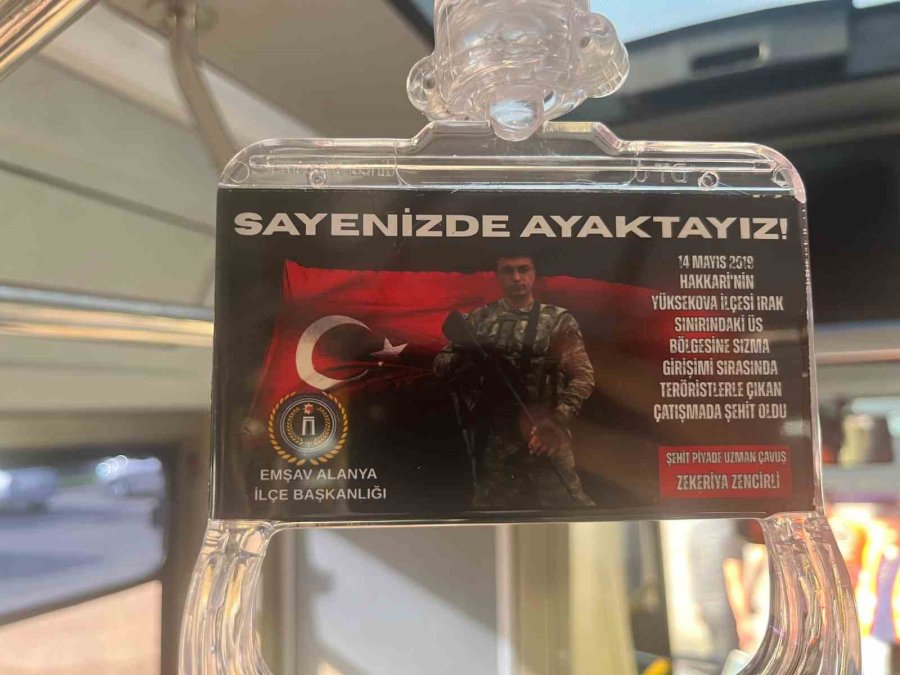 SAYENİZDE AYAKTAYIZ!
14 MAYIS 2019
HAKKARİ'NİN
YÜKSEKOVA İLÇESİ IRAK
SINIRINDAKİ ÜS
BÖLGESİNE SIZMA
GİRİŞİMİ SIRASINDA
TERÖRİSTLERLE ÇIKAN
ÇATIŞMADA ŞEHİT OLDU
ŞEHİT PİYADE UZMAN ÇAVUŞ
ZEKERİYA ZENCİRLİ
EMŞAV ALANYA
İLÇE BAŞKANLIĞI